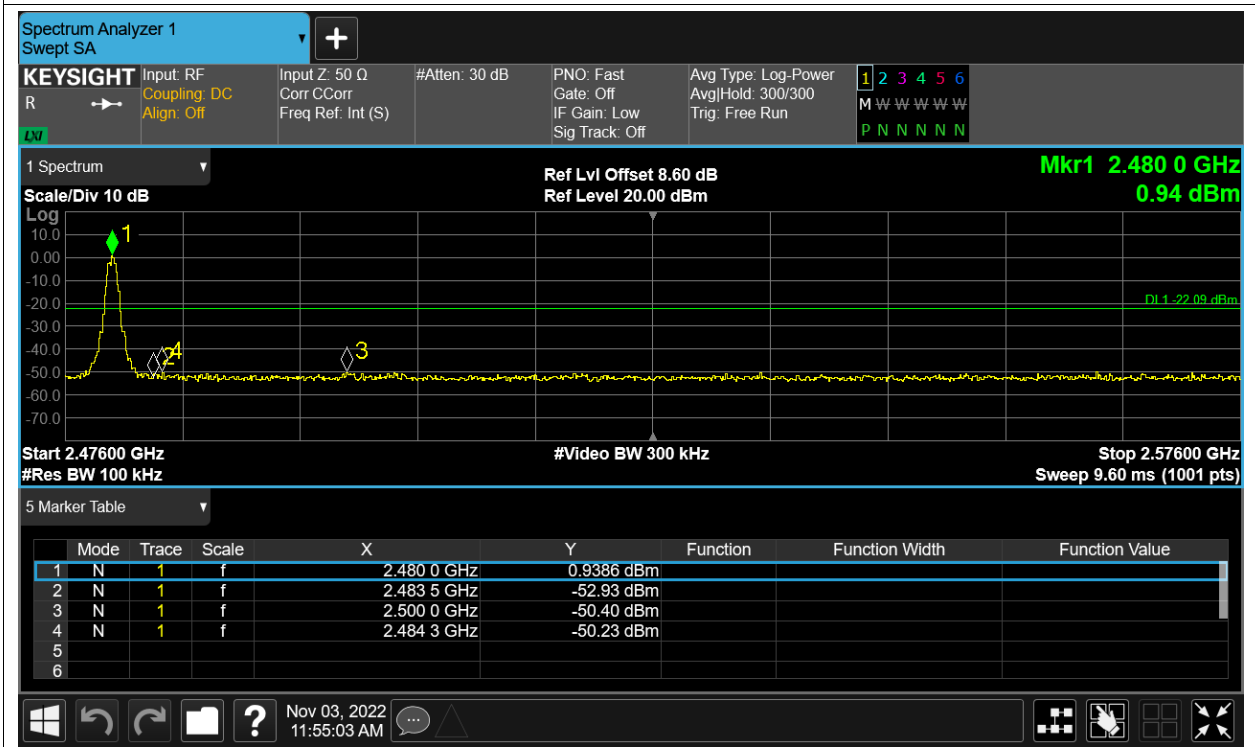 Spectrum Analyzer 1
Swept SA
KEYSIGHT Input: RF Input Z: 50 Ω #Atten: 30 dB PNO: Fast Avg Type: Log-Power 1 2 3 4 5 6
R Coupling: DC Corr CCorr Gate: Off Avg|Hold: 300/300 M W W W W W
Align: Off Freq Ref: Int (S) IF Gain: Low Trig: Free Run
LXI Sig Track: Off P N N N N N
1 Spectrum Ref Lvl Offset 8.60 dB Mkr1 2.480 0 GHz
Scale/Div 10 dB Ref Level 20.00 dBm 0.94 dBm
Log
10.0 1
0.00
-10.0
-20.0 DL1 -22.09 dBm
-30.0
-40.0 2 4 3
-50.0
-60.0
-70.0
Start 2.47600 GHz #Video BW 300 kHz Stop 2.57600 GHz
#Res BW 100 kHz Sweep 9.60 ms (1001 pts)
5 Marker Table
Mode Trace Scale X Y Function Function Width Function Value
1 N 1 f 2.480 0 GHz 0.9386 dBm
2 N 1 f 2.483 5 GHz -52.93 dBm
3 N 1 f 2.500 0 GHz -50.40 dBm
4 N 1 f 2.484 3 GHz -50.23 dBm
5
6
? Nov 03, 2022
11:55:03 AM